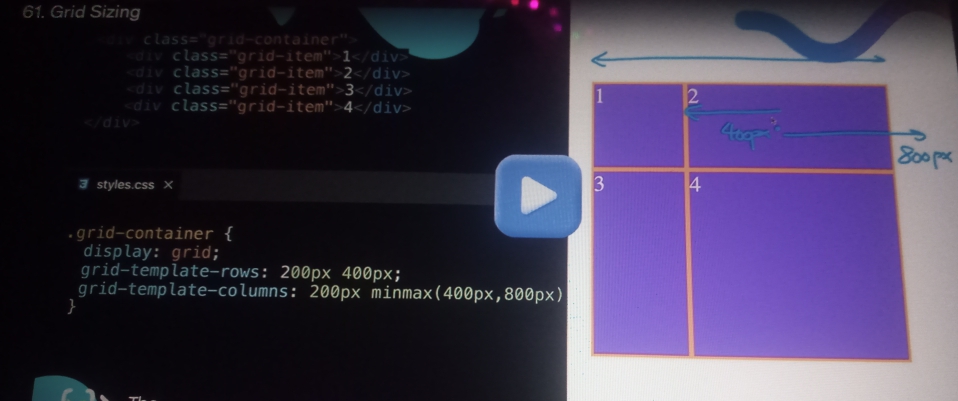 61. Grid Sizing
<div class="grid-container">
<div class="grid-item">1</div>
<div class="grid-item">2</div>
<div class="grid-item">3</div>
<div class="grid-item">4</div>
</div>
styles.css ×
.grid-container {
display: grid;
grid-template-rows: 200px 400px;
grid-template-columns: 200px minmax(400px,800px)
}
The
1
2
400px
800px
3
4